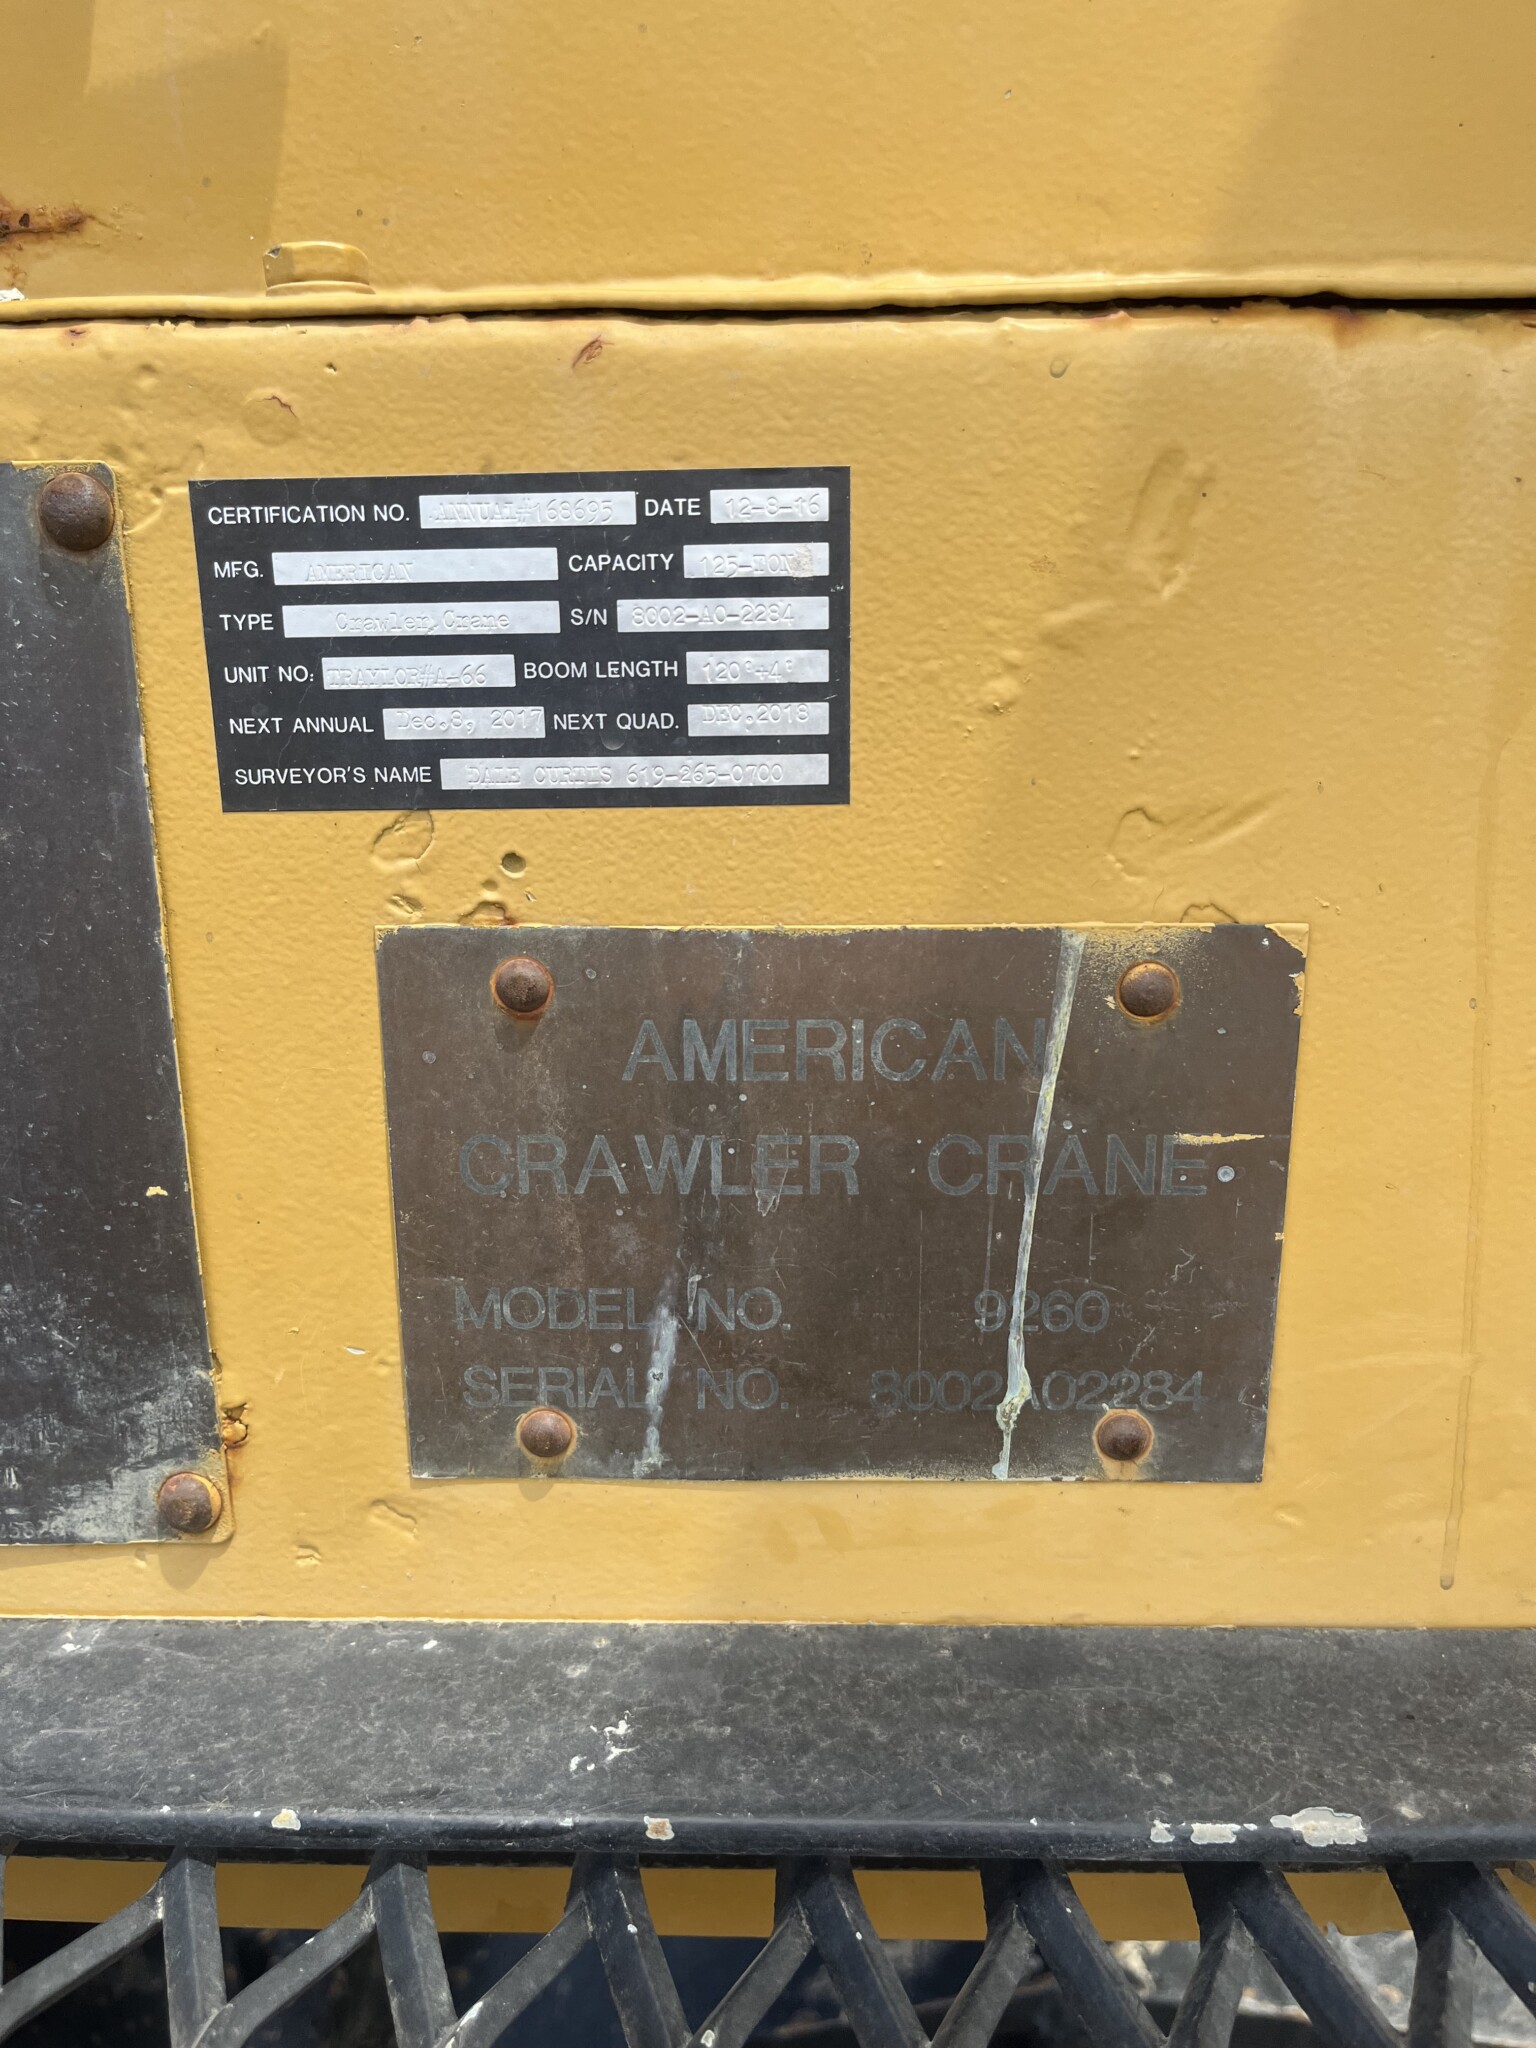 CERTIFICATION NO. ANNUAL#168695 DATE 12-8-16
MFG. AMERICAN CAPACITY 125-TON
TYPE Crawler Crane S/N 8002-AO-2284
UNIT NO: TRAYLOR#A-66 BOOM LENGTH 120'+4'
NEXT ANNUAL Dec.8, 2017 NEXT QUAD. DEC.2018
SURVEYOR'S NAME DALE CURTIS 619-265-0700
AMERICAN
CRAWLER CRANE
MODEL NO. 9260
SERIAL NO. 8002A02284